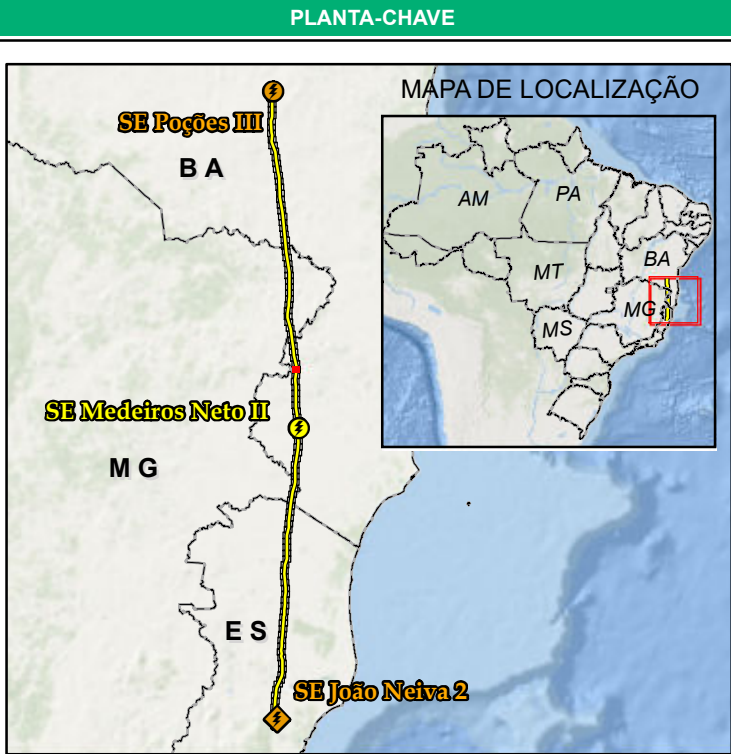 PLANTA-CHAVE
MAPA DE LOCALIZAÇÃO
SE Poções III
B A
AM
PA
MT
BA
MG
MS
SE Medeiros Neto II
M G
E S
SE João Neiva 2